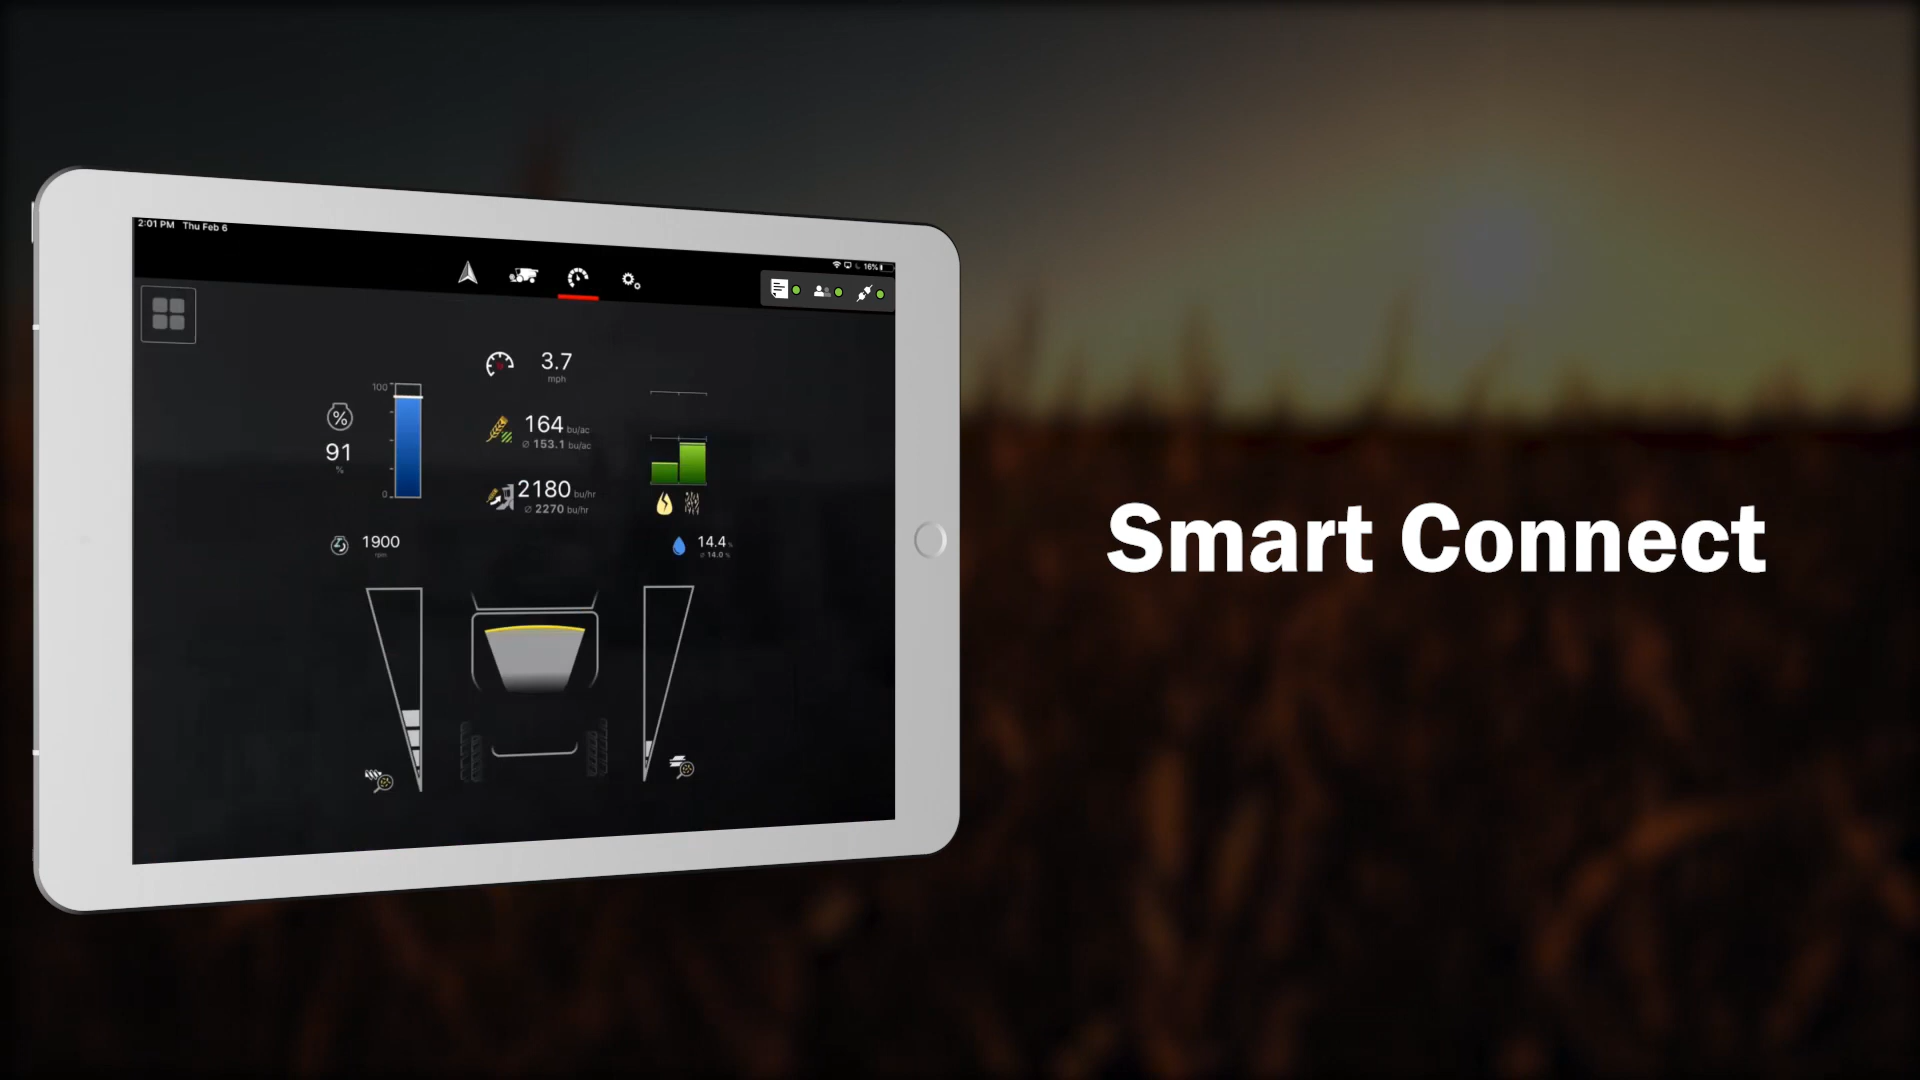 2:01 PM Thu Feb 6
16%
3.7
mph
100
164 bu/ac
Ø 153.1 bu/ac
%
91
%
0
2180 bu/hr
Ø 2270 bu/hr
1900
rpm
14.4 %
Ø 14.0 %
Smart Connect